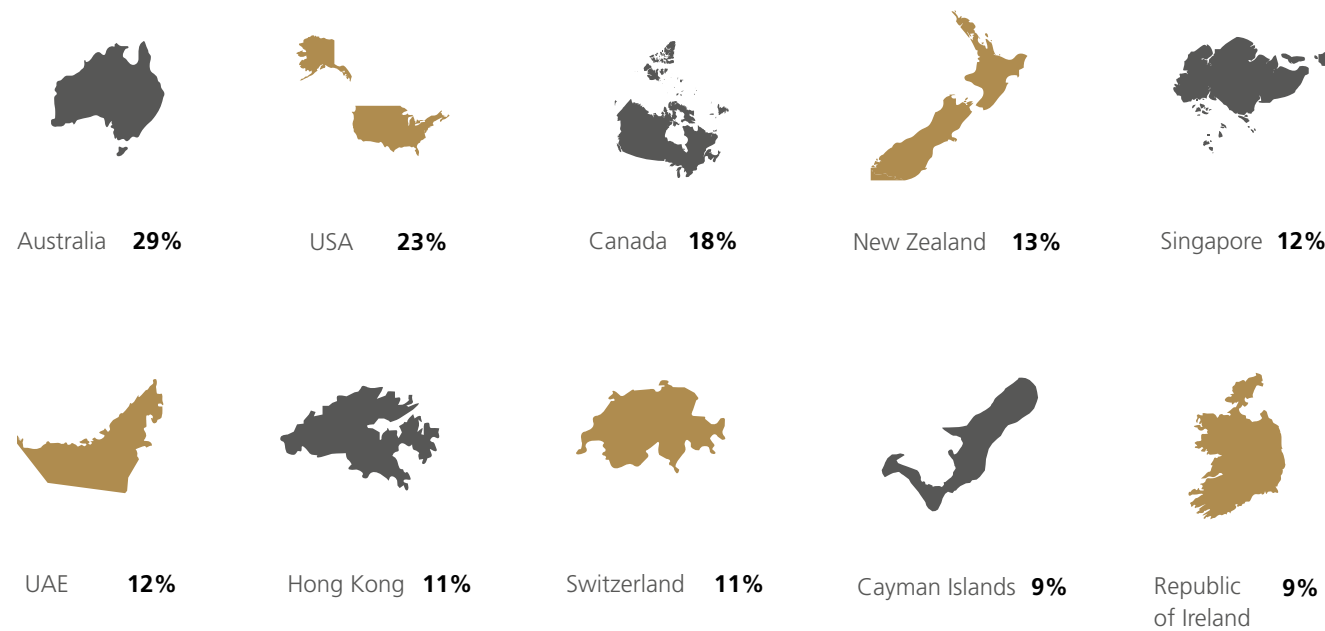 Australia 29%
USA 23%
Canada 18%
New Zealand 13%
Singapore 12%
UAE 12%
Hong Kong 11%
Switzerland 11%
Cayman Islands 9%
Republic 9%
of Ireland